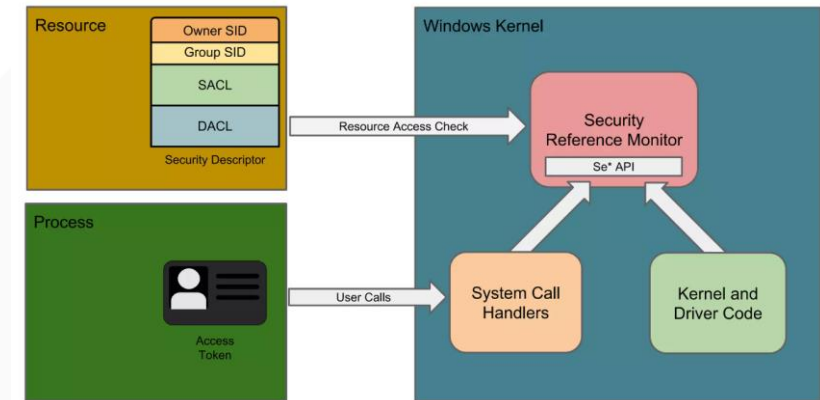 Resource
Owner SID
Group SID
SACL
DACL
Security Descriptor
Resource Access Check
Windows Kernel
Security
Reference Monitor
Se* API
Process
Access
Token
User Calls
System Call
Handlers
Kernel and
Driver Code